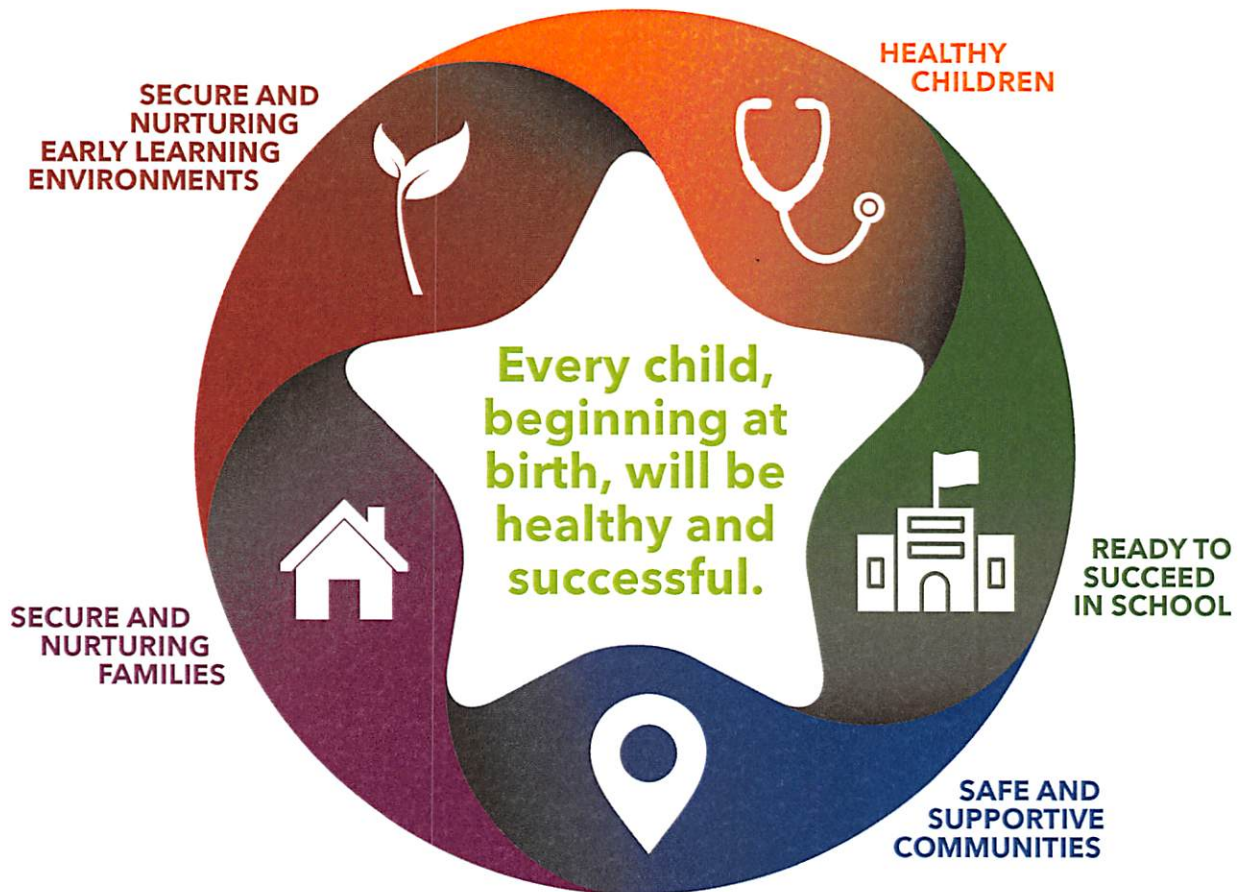 HEALTHY
CHILDREN
SECURE AND
NURTURING
EARLY LEARNING
ENVIRONMENTS
Every child,
beginning at
birth, will be
healthy and
successful.
READY TO
SUCCEED
IN SCHOOL
SECURE AND
NURTURING
FAMILIES
SAFE AND
SUPPORTIVE
COMMUNITIES